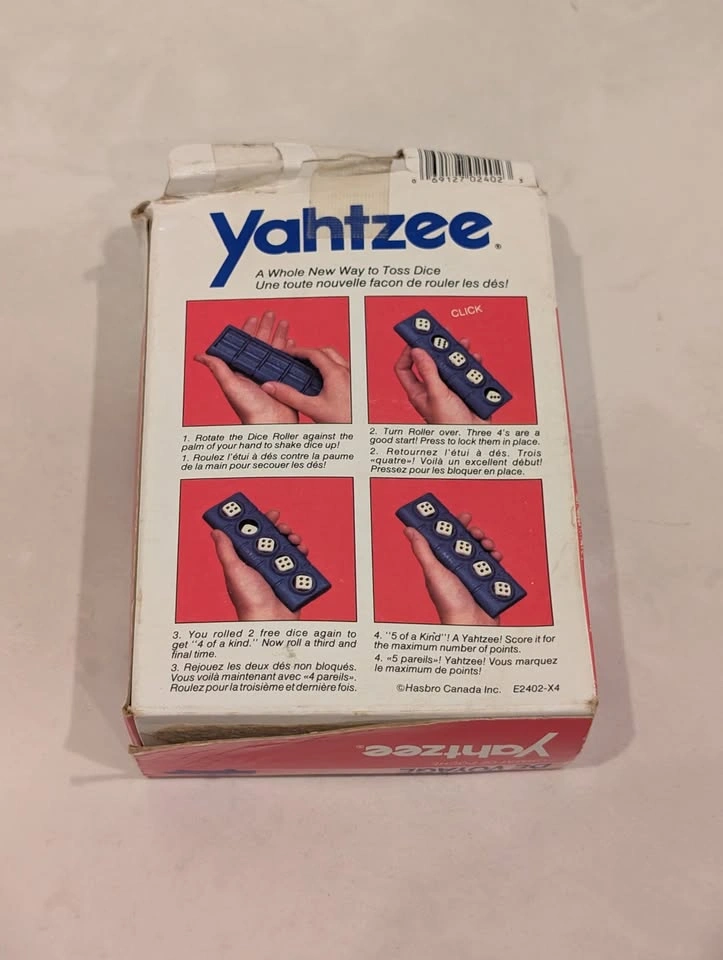 0 69127 02402 3
Yahtzee®
A Whole New Way to Toss Dice
Une toute nouvelle facon de rouler les dés!
CLICK
1. Rotate the Dice Roller against the
palm of your hand to shake dice up!
1. Roulez l'étui à dés contre la paume
de la main pour secouer les dés!
2. Turn Roller over. Three 4's are a
good start! Press to lock them in place.
2. Retournez l'étui à dés. Trois
«quatre»! Voilà un excellent début!
Pressez pour les bloquer en place.
3. You rolled 2 free dice again to
get "4 of a kind." Now roll a third and
final time.
3. Rejouez les deux dés non bloqués.
Vous voilà maintenant avec «4 pareils».
Roulez pour la troisième et dernière fois.
4. "5 of a Kind"! A Yahtzee! Score it for
the maximum number of points.
4. «5 pareils»! Yahtzee! Vous marquez
le maximum de points!
©Hasbro Canada Inc. E2402-X4
Yahtzee®
DE VOYAGE